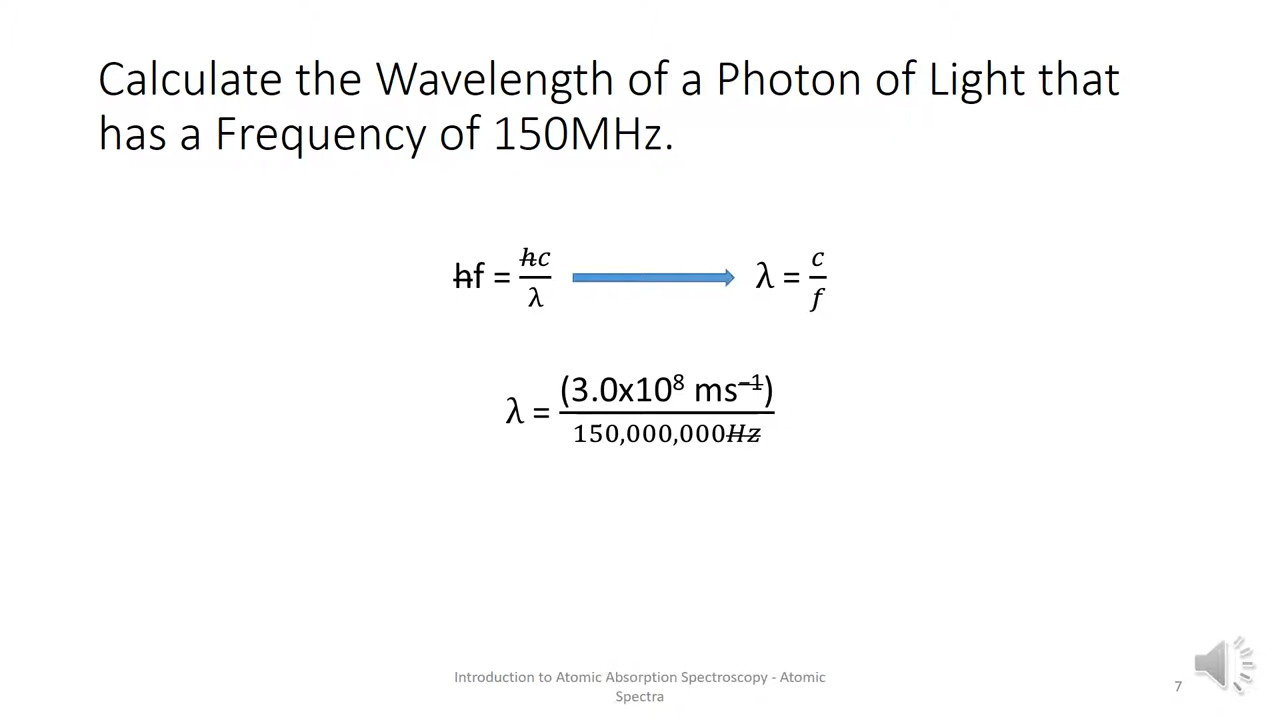 Calculate the Wavelength of a Photon of Light that
has a Frequency of 150MHz.
hf = hc/λ λ = c/f
λ = (3.0x10⁸ ms⁻¹)/150,000,000Hz
Introduction to Atomic Absorption Spectroscopy - Atomic
Spectra
7